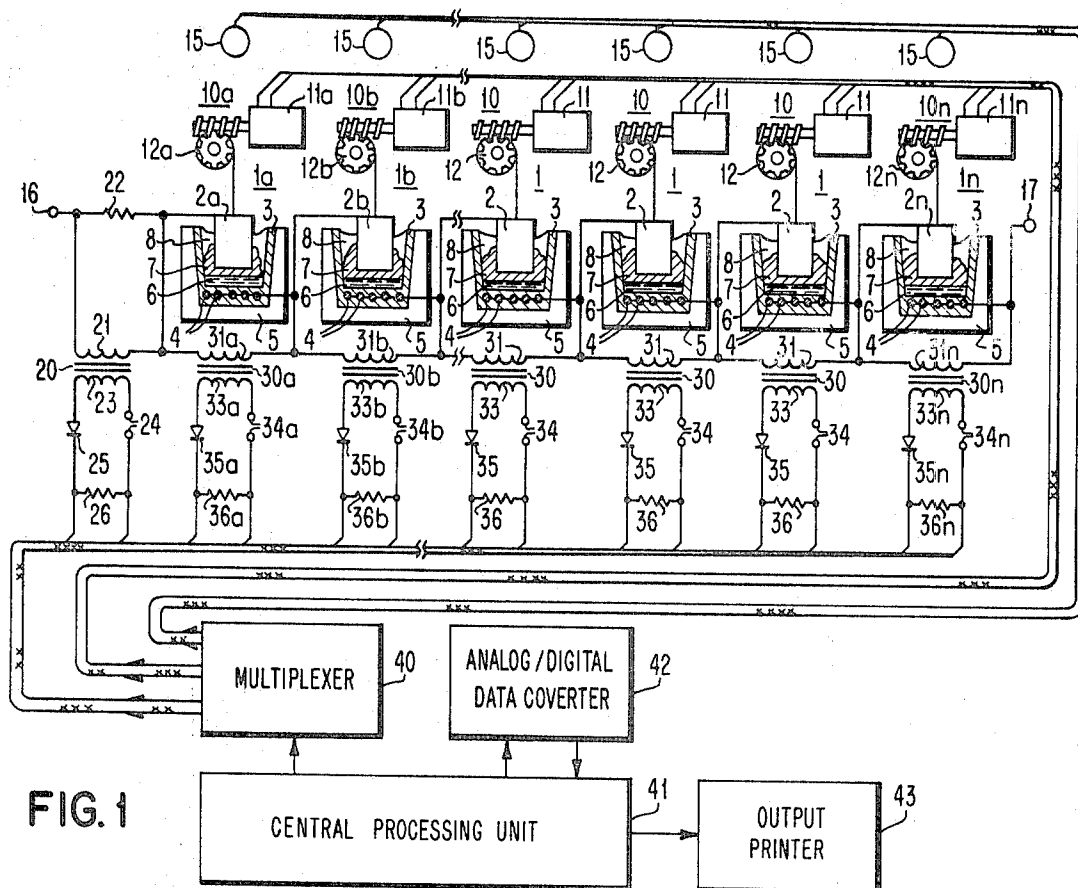 15 15 15 15 15 15
10a 11a 10b 11b 10 11 10 11 10 11 10n 11n
12a 12b 12 12 12 12n
1a 1b 1 1 1 1n
16 22 2a 3 2b 3 2 3 2 3 2 3 2n 3 17
8 8 8 8 8 8
7 7 7 7 7 7
6 6 6 6 6 6
4 5 4 5 4 5 4 5 4 5 4 5
21 31a 31b 31 31 31 31n
20 30a 30b 30 30 30 30n
23 33a 33b 33 33 33 33n
24 34a 34b 34 34 34 34n
25 35a 35b 35 35 35 35n
26 36a 36b 36 36 36 36n
MULTIPLEXER 40
ANALOG/DIGITAL
DATA COVERTER 42
FIG. 1
CENTRAL PROCESSING UNIT 41
OUTPUT
PRINTER 43